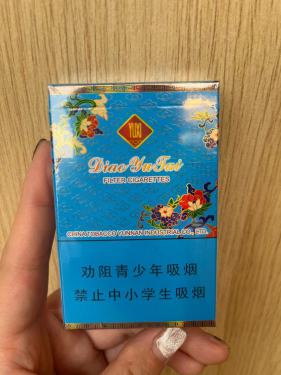 YUXI
Diao Yu Tai
FILTER CIGARETTES
CHINA TOBACCO YUNNAN INDUSTRIAL CO., LTD.
劝阻青少年吸烟
禁止中小学生吸烟